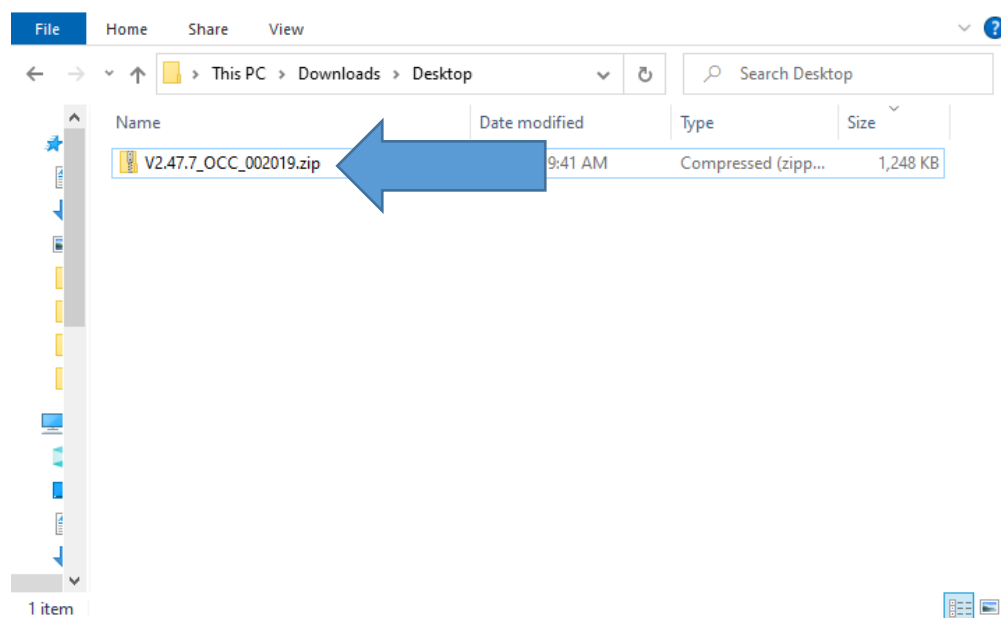 File Home Share View
This PC > Downloads > Desktop Search Desktop
Name Date modified Type Size
V2.47.7_OCC_002019.zip 9:41 AM Compressed (zipp... 1,248 KB
1 item